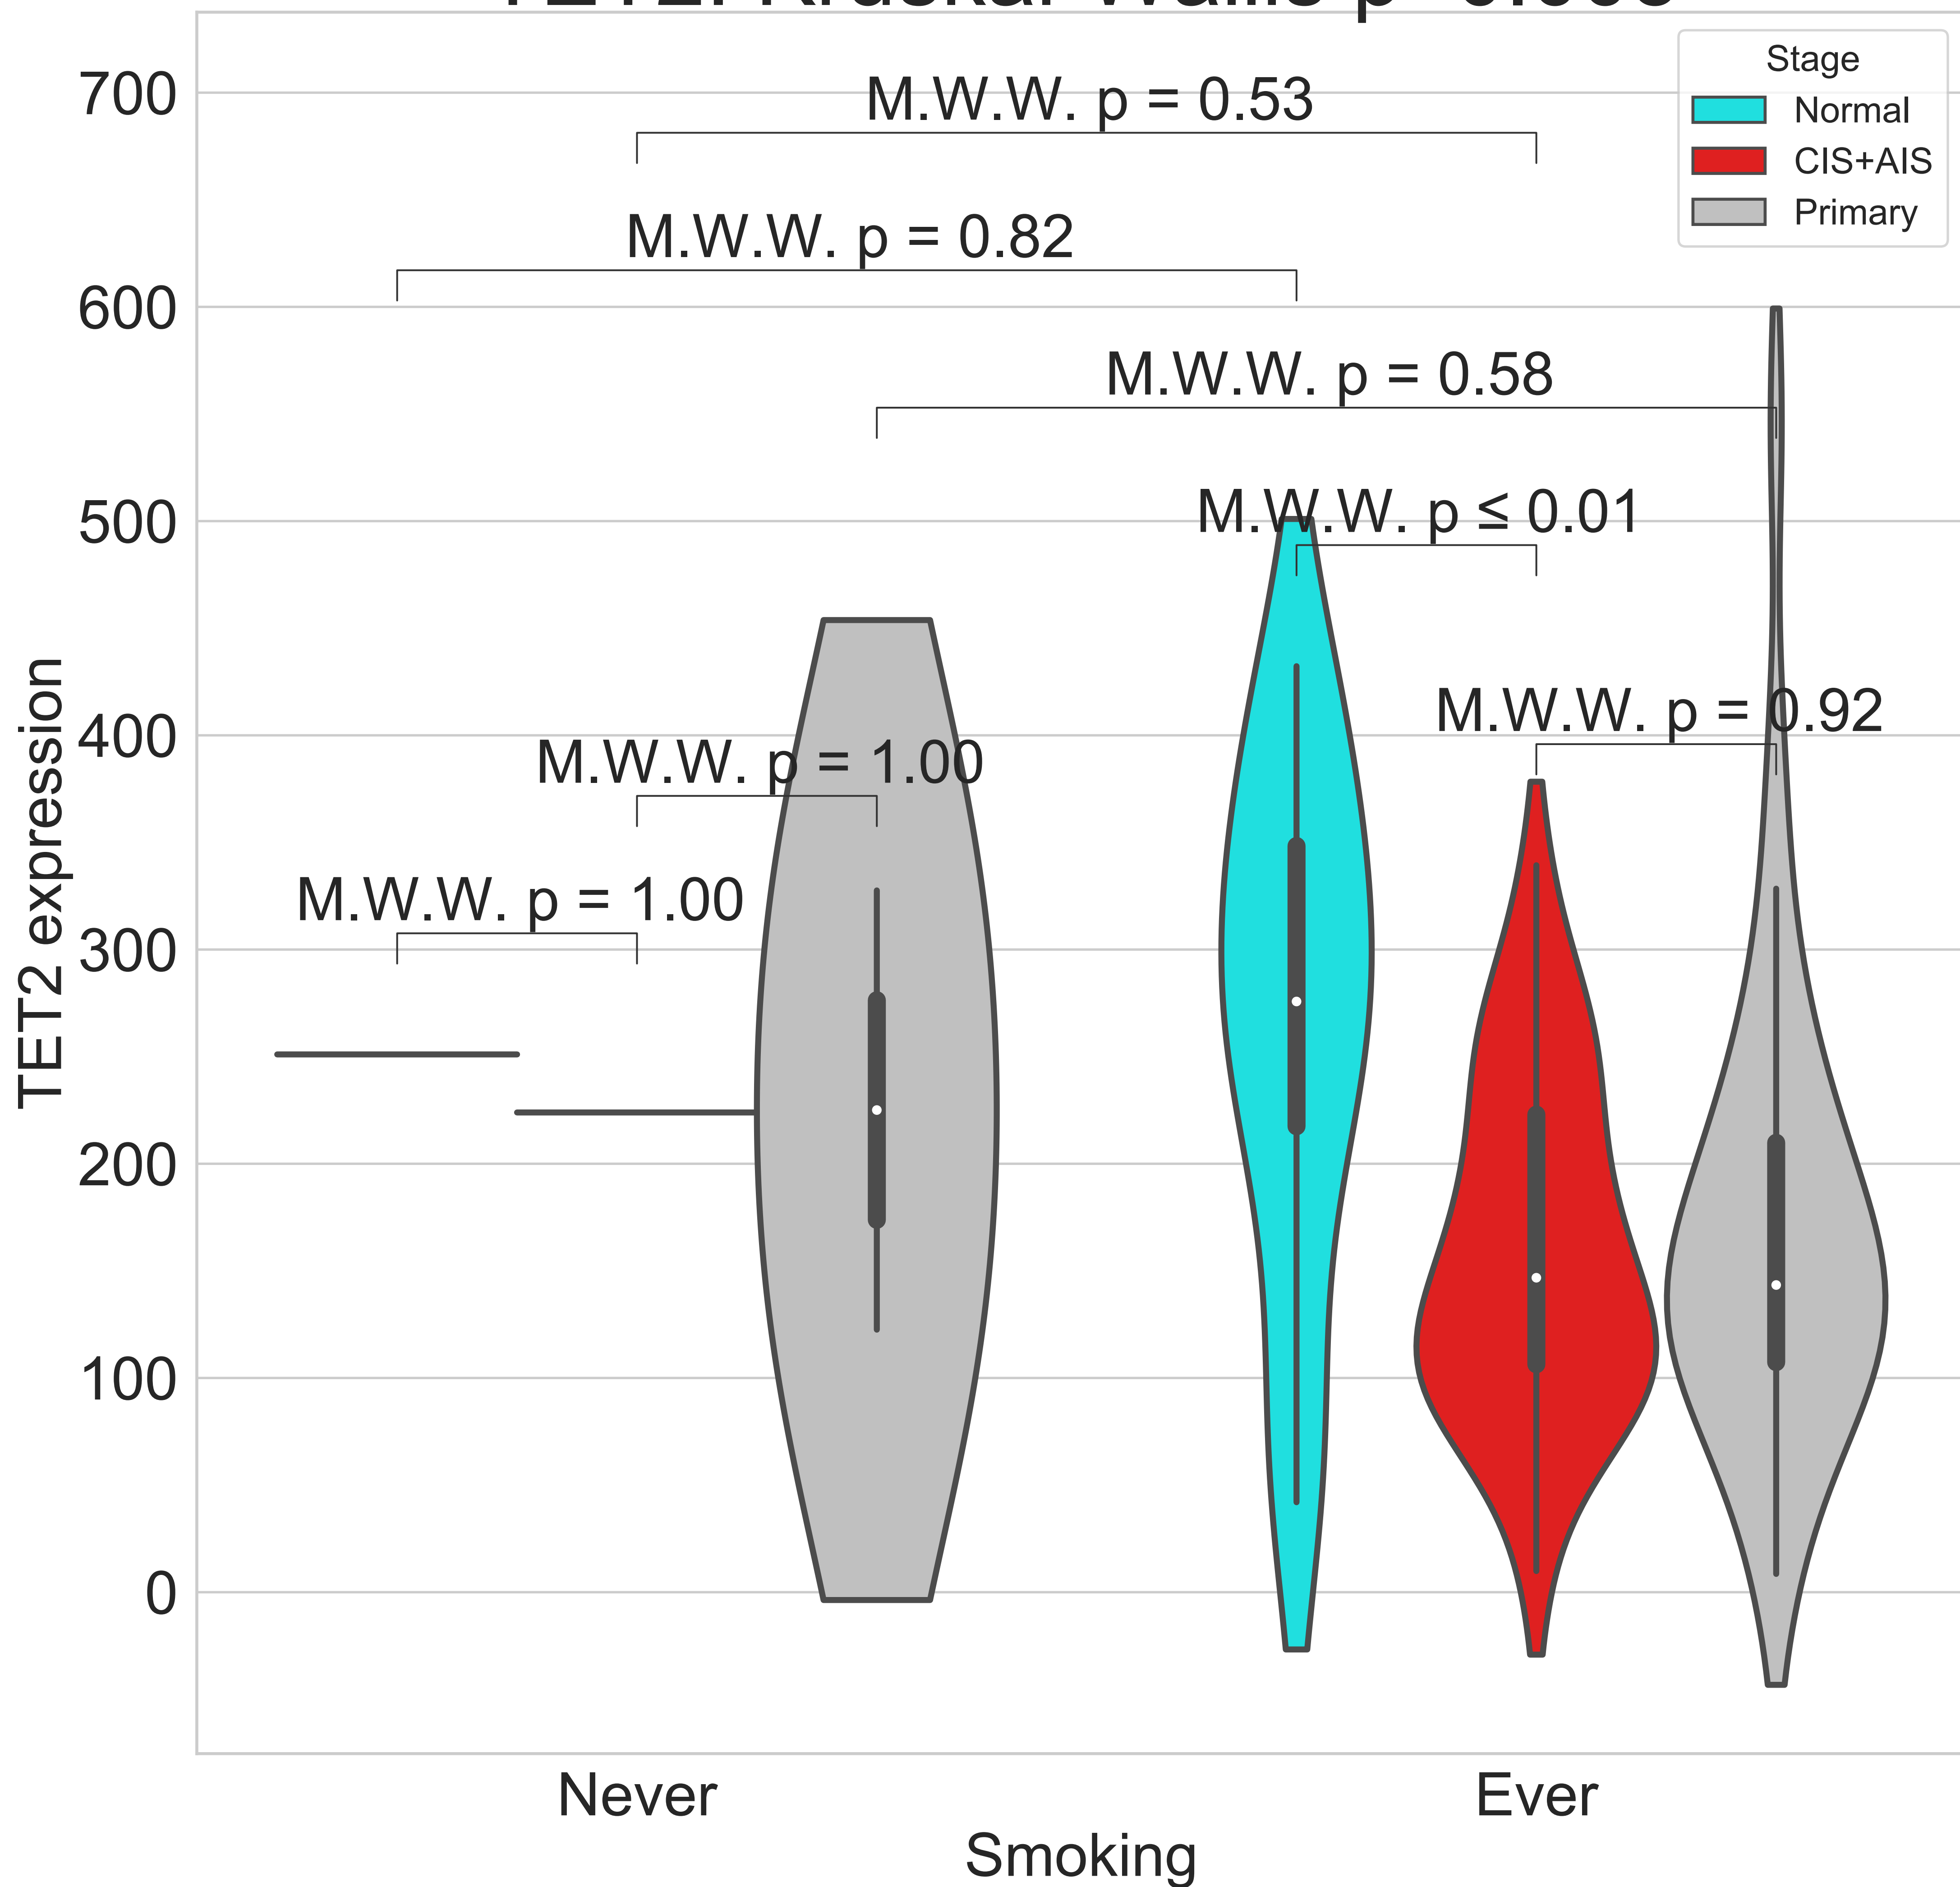 Stage
Normal
CIS+AIS
Primary
700
600
500
400
300
200
100
0
TET2 expression
M.W.W. p = 0.53
M.W.W. p = 0.82
M.W.W. p = 0.58
M.W.W. p ≤ 0.01
M.W.W. p = 0.92
M.W.W. p = 1.00
M.W.W. p = 1.00
Never
Ever
Smoking